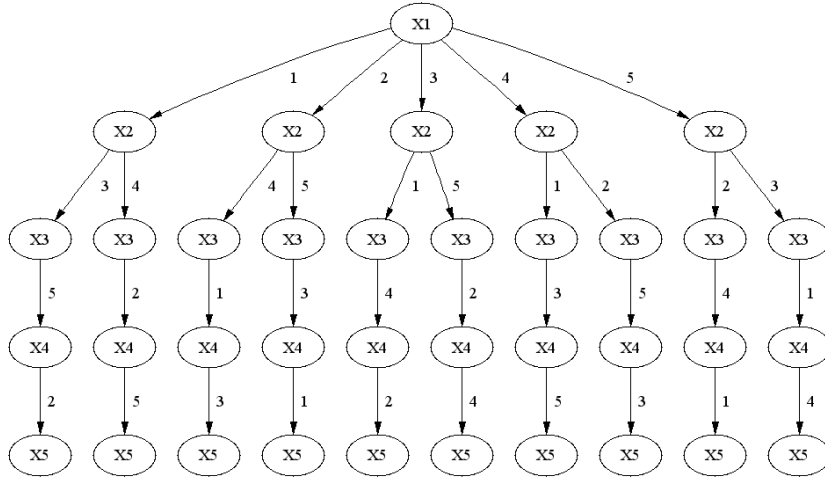 X1
1 2 3 4 5
X2 X2 X2 X2 X2
3 4 4 5 1 5 1 2 2 3
X3 X3 X3 X3 X3 X3 X3 X3 X3 X3
5 2 1 3 4 2 3 5 4 1
X4 X4 X4 X4 X4 X4 X4 X4 X4 X4
2 5 3 1 2 4 5 3 1 4
X5 X5 X5 X5 X5 X5 X5 X5 X5 X5